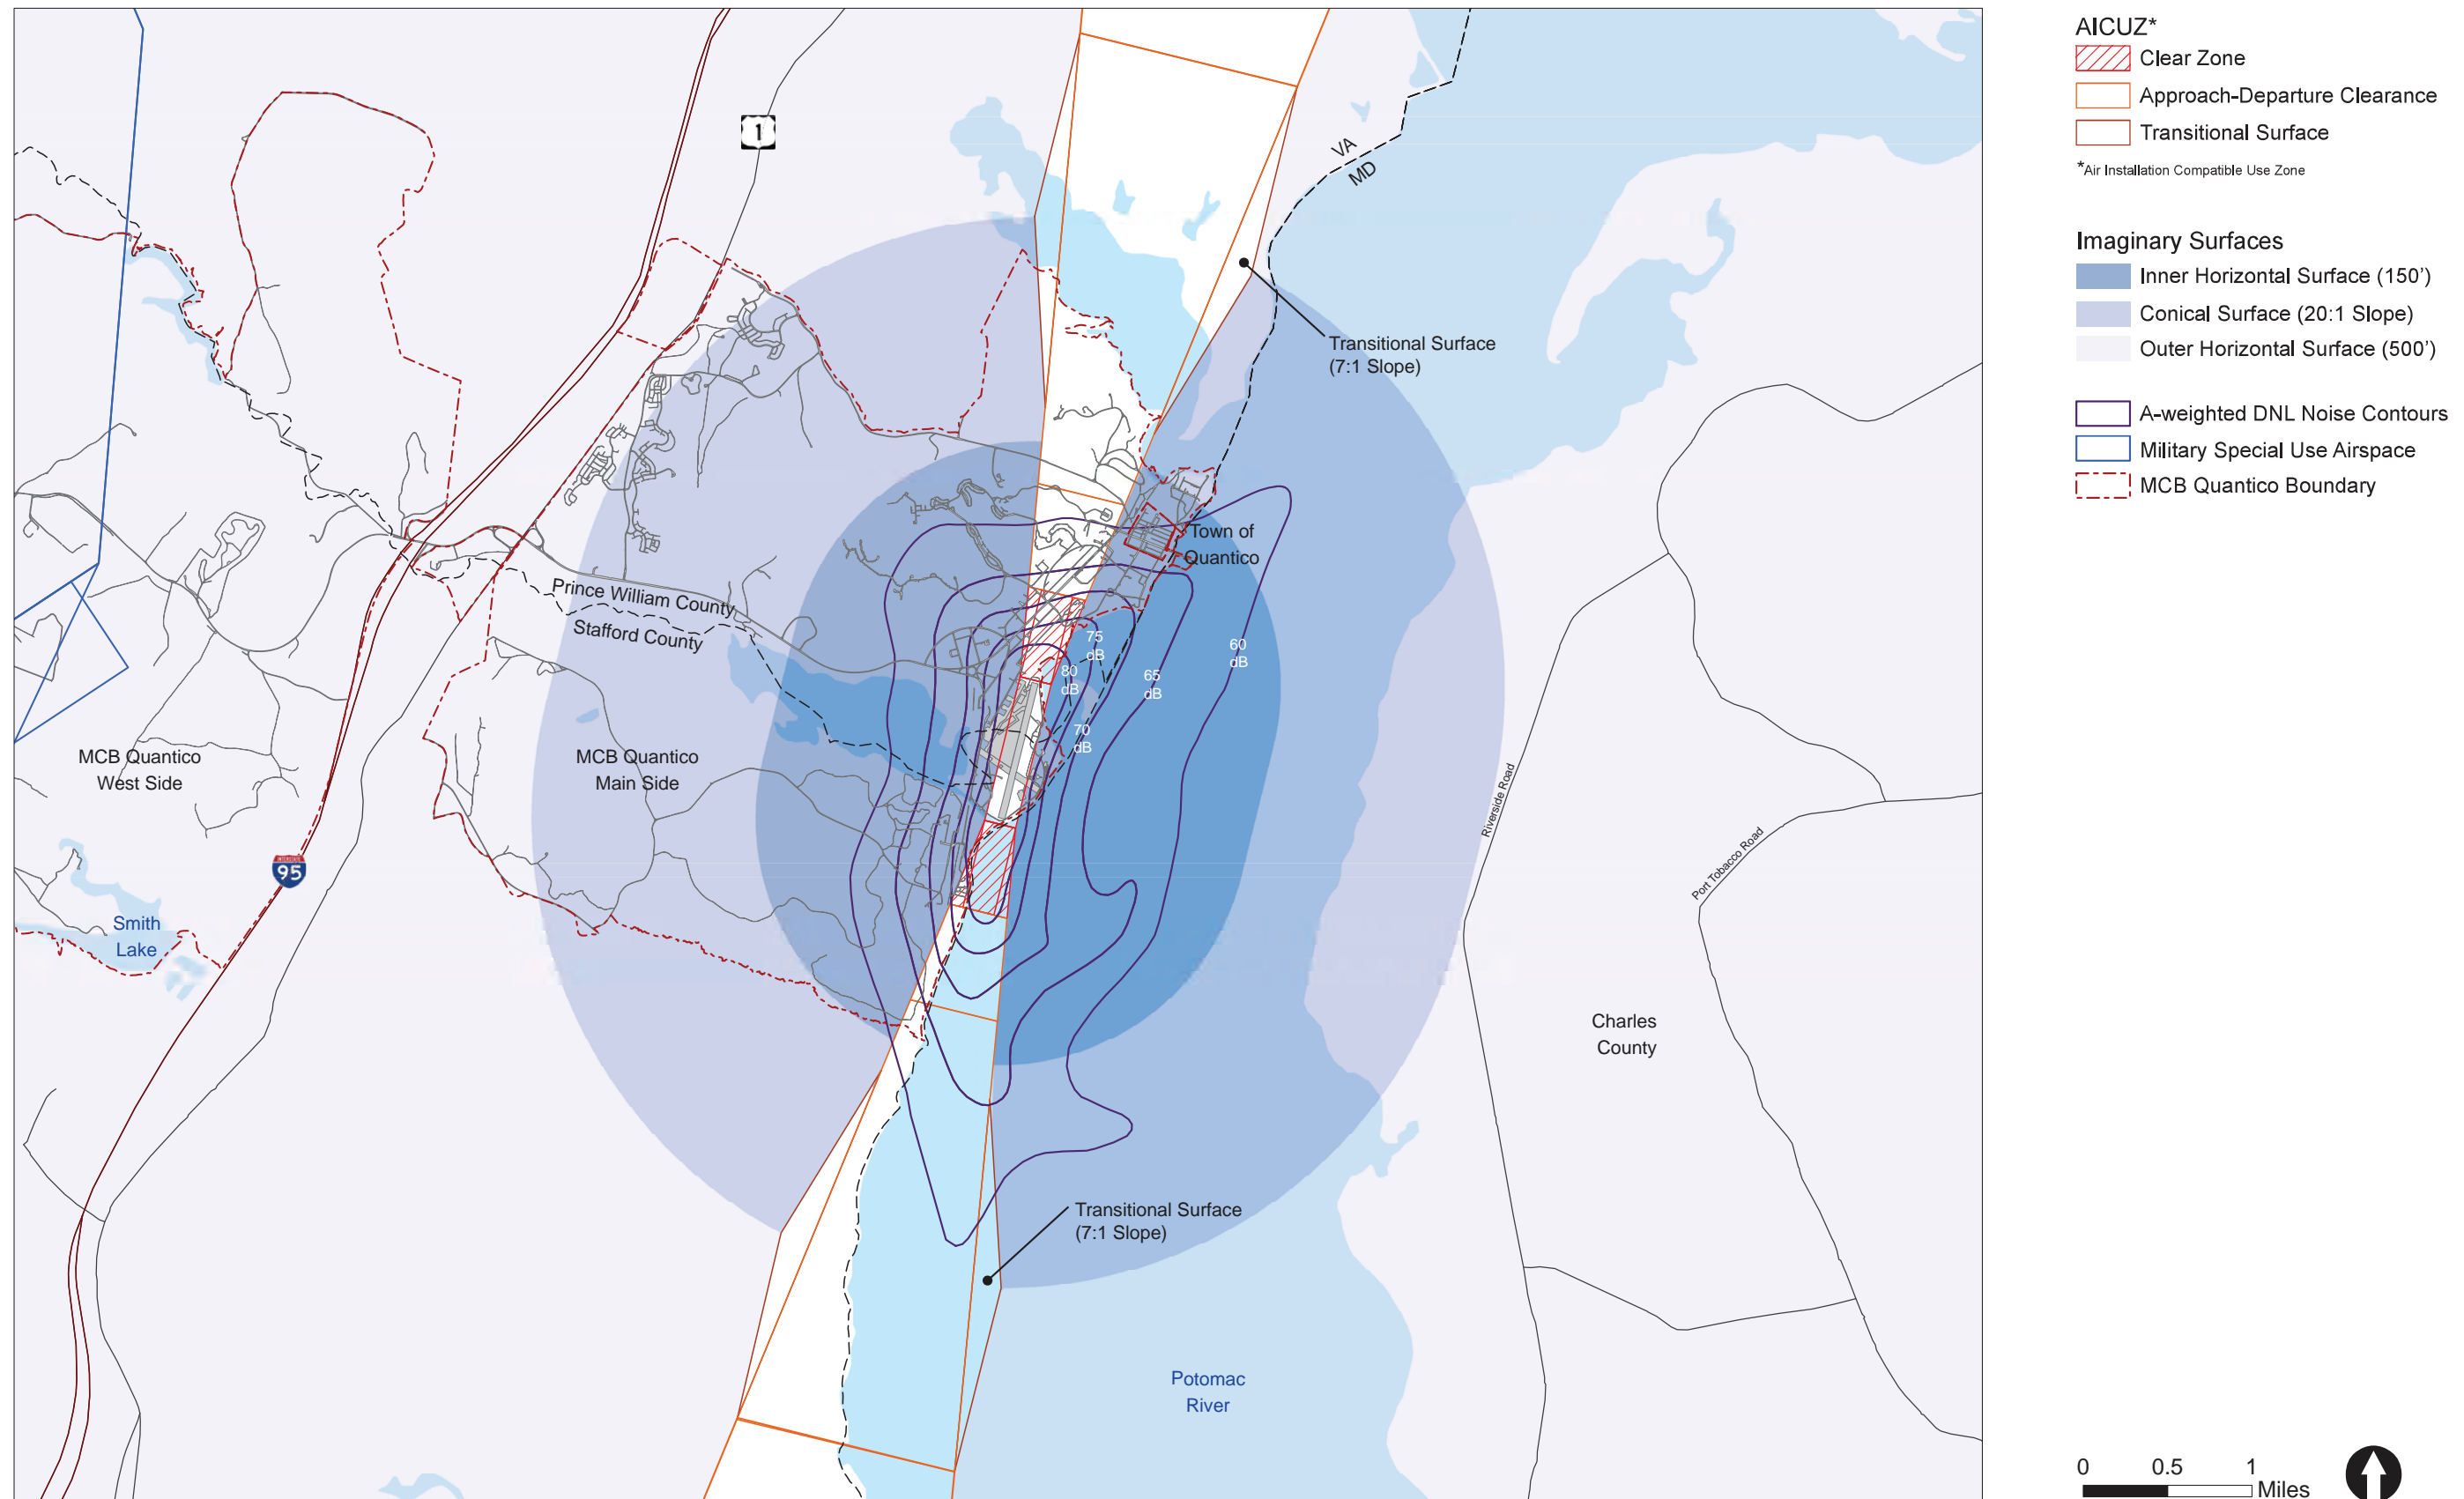 AICUZ*
Clear Zone
Approach-Departure Clearance
Transitional Surface
*Air Installation Compatible Use Zone
Imaginary Surfaces
Inner Horizontal Surface (150’)
Conical Surface (20:1 Slope)
Outer Horizontal Surface (500’)
A-weighted DNL Noise Contours
Military Special Use Airspace
MCB Quantico Boundary
1
VA
MD
Transitional Surface
(7:1 Slope)
Town of
Quantico
Prince William County
Stafford County
75
dB
80
dB
65
dB
60
dB
70
dB
MCB Quantico
West Side
MCB Quantico
Main Side
Riverside Road
Port Tobacco Road
INTERSTATE
95
Smith
Lake
Charles
County
Transitional Surface
(7:1 Slope)
Potomac
River
0 0.5 1
Miles